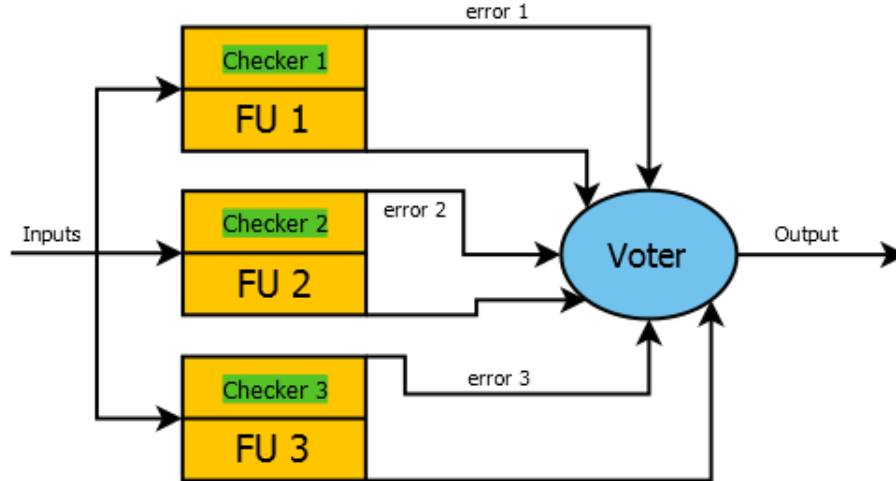 error 1
Checker 1
FU 1
Inputs
Checker 2
error 2
FU 2
Voter
Output
Checker 3
error 3
FU 3